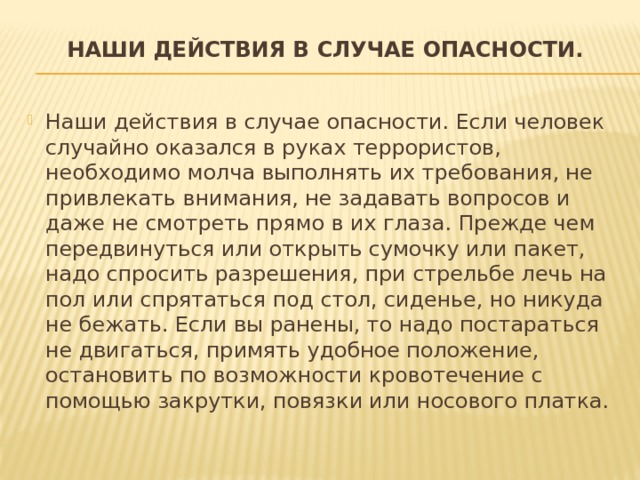 НАШИ ДЕЙСТВИЯ В СЛУЧАЕ ОПАСНОСТИ.
Наши действия в случае опасности. Если человек
случайно оказался в руках террористов,
необходимо молча выполнять их требования, не
привлекать внимания, не задавать вопросов и
даже не смотреть прямо в их глаза. Прежде чем
передвинуться или открыть сумочку или пакет,
надо спросить разрешения, при стрельбе лечь на
пол или спрятаться под стол, сиденье, но никуда
не бежать. Если вы ранены, то надо постараться
не двигаться, примять удобное положение,
остановить по возможности кровотечение с
помощью закрутки, повязки или носового платка.